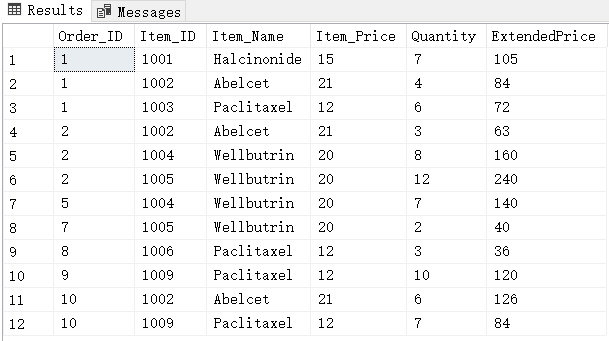 Results Messages
Order_ID Item_ID Item_Name Item_Price Quantity ExtendedPrice
1 1 1001 Halcinonide 15 7 105
2 1 1002 Abelcet 21 4 84
3 1 1003 Paclitaxel 12 6 72
4 2 1002 Abelcet 21 3 63
5 2 1004 Wellbutrin 20 8 160
6 2 1005 Wellbutrin 20 12 240
7 5 1004 Wellbutrin 20 7 140
8 7 1005 Wellbutrin 20 2 40
9 8 1006 Paclitaxel 12 3 36
10 9 1009 Paclitaxel 12 10 120
11 10 1002 Abelcet 21 6 126
12 10 1009 Paclitaxel 12 7 84